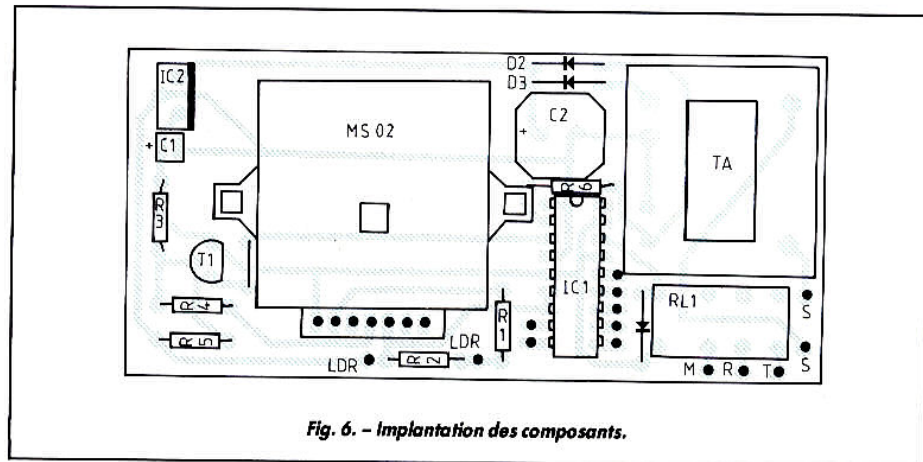 D2
D3
IC2
MS 02
C2
+
+ C1
TA
R6
R3
T1
IC1
RL1
R4
R1
S
R5
LDR
LDR
R2
S
M R T
Fig. 6. – Implantation des composants.